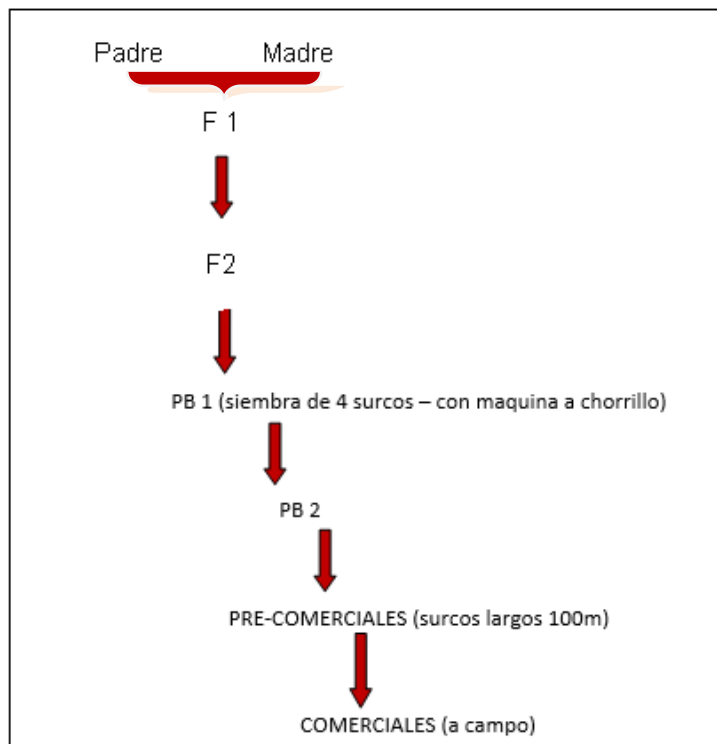 Padre Madre
F 1
F2
PB 1 (siembra de 4 surcos – con maquina a chorrillo)
PB 2
PRE-COMERCIALES (surcos largos 100m)
COMERCIALES (a campo)